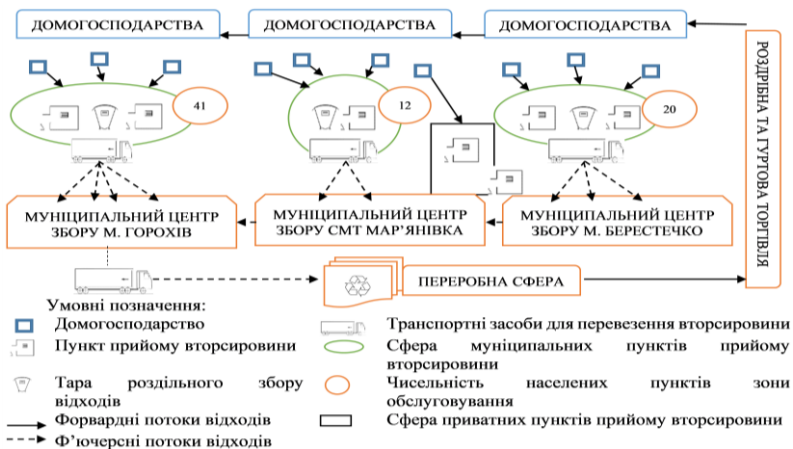 ДОМОГОСПОДАРСТВА
ДОМОГОСПОДАРСТВА
ДОМОГОСПОДАРСТВА
РОЗДРІБНА ТА ГУРТОВА ТОРГІВЛЯ
41
12
20
МУНІЦИПАЛЬНИЙ ЦЕНТР
ЗБОРУ М. ГОРОХІВ
МУНІЦИПАЛЬНИЙ ЦЕНТР
ЗБОРУ СМТ МАР'ЯНІВКА
МУНІЦИПАЛЬНИЙ ЦЕНТР
ЗБОРУ М. БЕРЕСТЕЧКО
ПЕРЕРОБНА СФЕРА
Умовні позначення:
Домогосподарство
Пункт прийому вторсировини
Тара роздільного збору
відходів
Форвардні потоки відходів
Ф'ючерсні потоки відходів
Транспортні засоби для перевезення вторсировини
Сфера муніципальних пунктів прийому
вторсировини
Чисельність населених пунктів зони
обслуговування
Сфера приватних пунктів прийому вторсировини